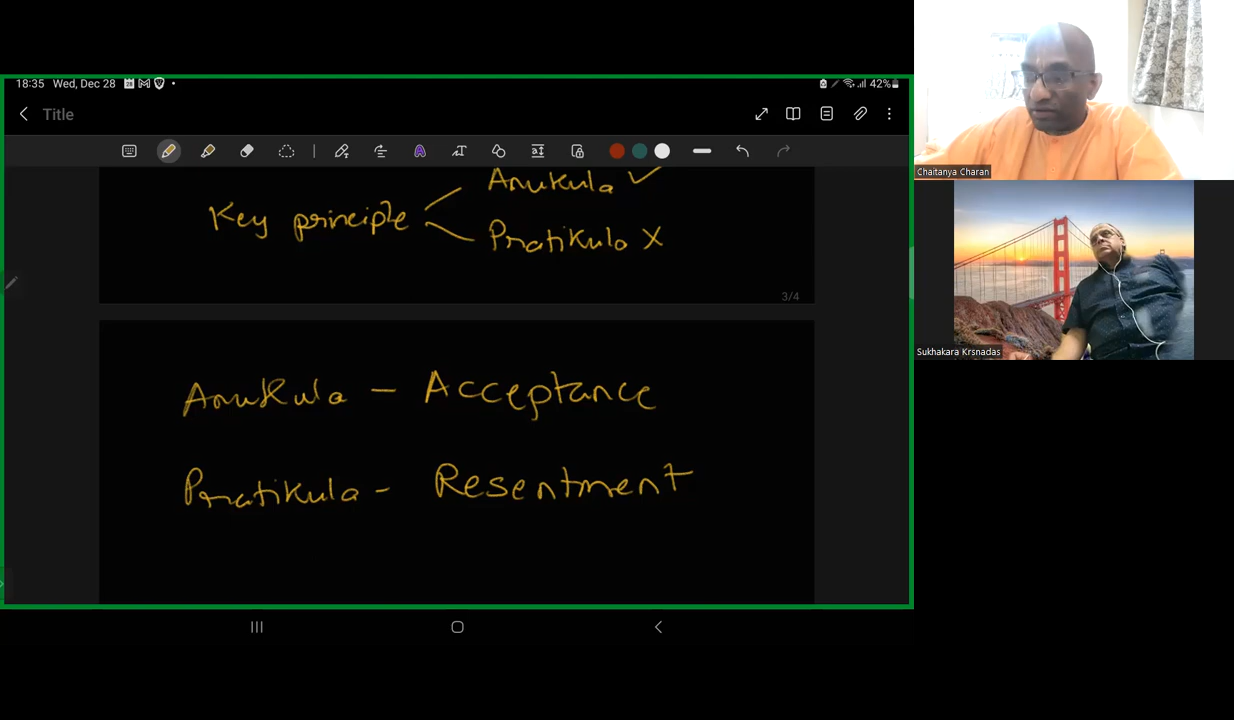 18:35 Wed, Dec 28
42%
Title
Anukula ✓
Key principle
Pratikula X
3/4
Anukula - Acceptance
Pratikula - Resentment
Chaitanya Charan
Sukhakara Krsnadas